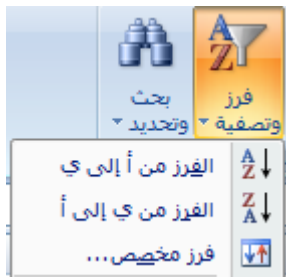 فرز وتصفية
بحث وتحديد
الفرز من أ إلى ي
الفرز من ي إلى أ
فرز مخصص...